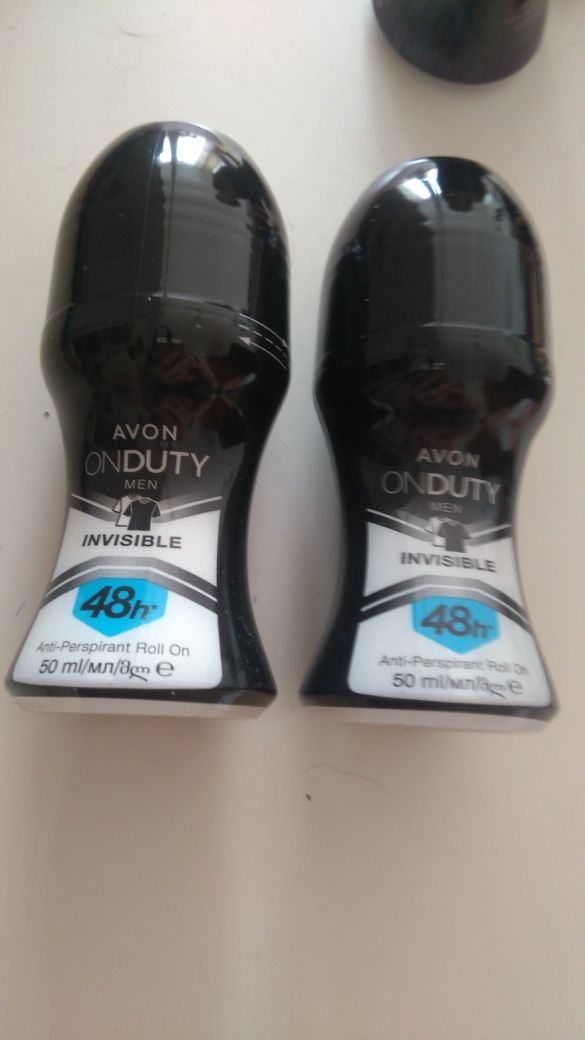 AVON
ONDUTY
MEN
INVISIBLE
48h*
Anti-Perspirant Roll On
50 ml/мл/მლ ℮
AVON
ONDUTY
MEN
INVISIBLE
48h*
Anti-Perspirant Roll On
50 ml/мл/მლ ℮